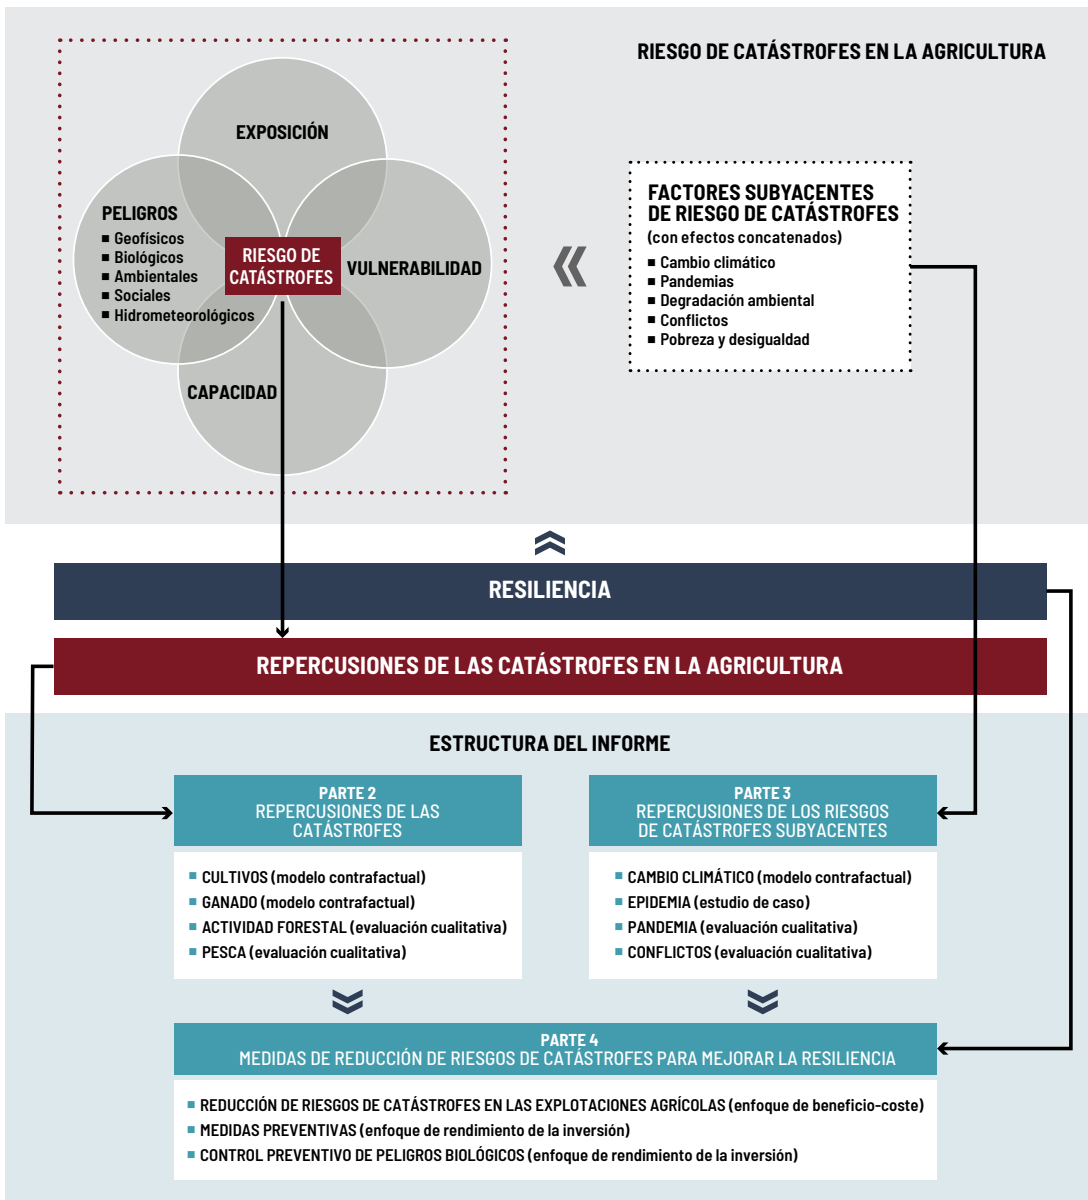 RIESGO DE CATÁSTROFES EN LA AGRICULTURA
EXPOSICIÓN
PELIGROS
■ Geofísicos
■ Biológicos
■ Ambientales
■ Sociales
■ Hidrometeorológicos
RIESGO DE
CATÁSTROFES
VULNERABILIDAD
CAPACIDAD
FACTORES SUBYACENTES
DE RIESGO DE CATÁSTROFES
(con efectos concatenados)
■ Cambio climático
■ Pandemias
■ Degradación ambiental
■ Conflictos
■ Pobreza y desigualdad
RESILIENCIA
REPERCUSIONES DE LAS CATÁSTROFES EN LA AGRICULTURA
ESTRUCTURA DEL INFORME
PARTE 2
REPERCUSIONES DE LAS
CATÁSTROFES
■ CULTIVOS (modelo contrafactual)
■ GANADO (modelo contrafactual)
■ ACTIVIDAD FORESTAL (evaluación cualitativa)
■ PESCA (evaluación cualitativa)
PARTE 3
REPERCUSIONES DE LOS RIESGOS
DE CATÁSTROFES SUBYACENTES
■ CAMBIO CLIMÁTICO (modelo contrafactual)
■ EPIDEMIA (estudio de caso)
■ PANDEMIA (evaluación cualitativa)
■ CONFLICTOS (evaluación cualitativa)
PARTE 4
MEDIDAS DE REDUCCIÓN DE RIESGOS DE CATÁSTROFES PARA MEJORAR LA RESILIENCIA
■ REDUCCIÓN DE RIESGOS DE CATÁSTROFES EN LAS EXPLOTACIONES AGRÍCOLAS (enfoque de beneficio-coste)
■ MEDIDAS PREVENTIVAS (enfoque de rendimiento de la inversión)
■ CONTROL PREVENTIVO DE PELIGROS BIOLÓGICOS (enfoque de rendimiento de la inversión)